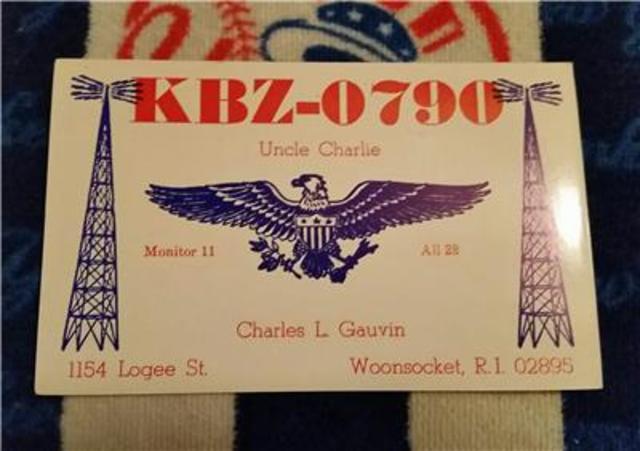 KBZ-0790
Uncle Charlie
Monitor 11 All 23
Charles L. Gauvin
1154 Logee St. Woonsocket, R.I. 02895